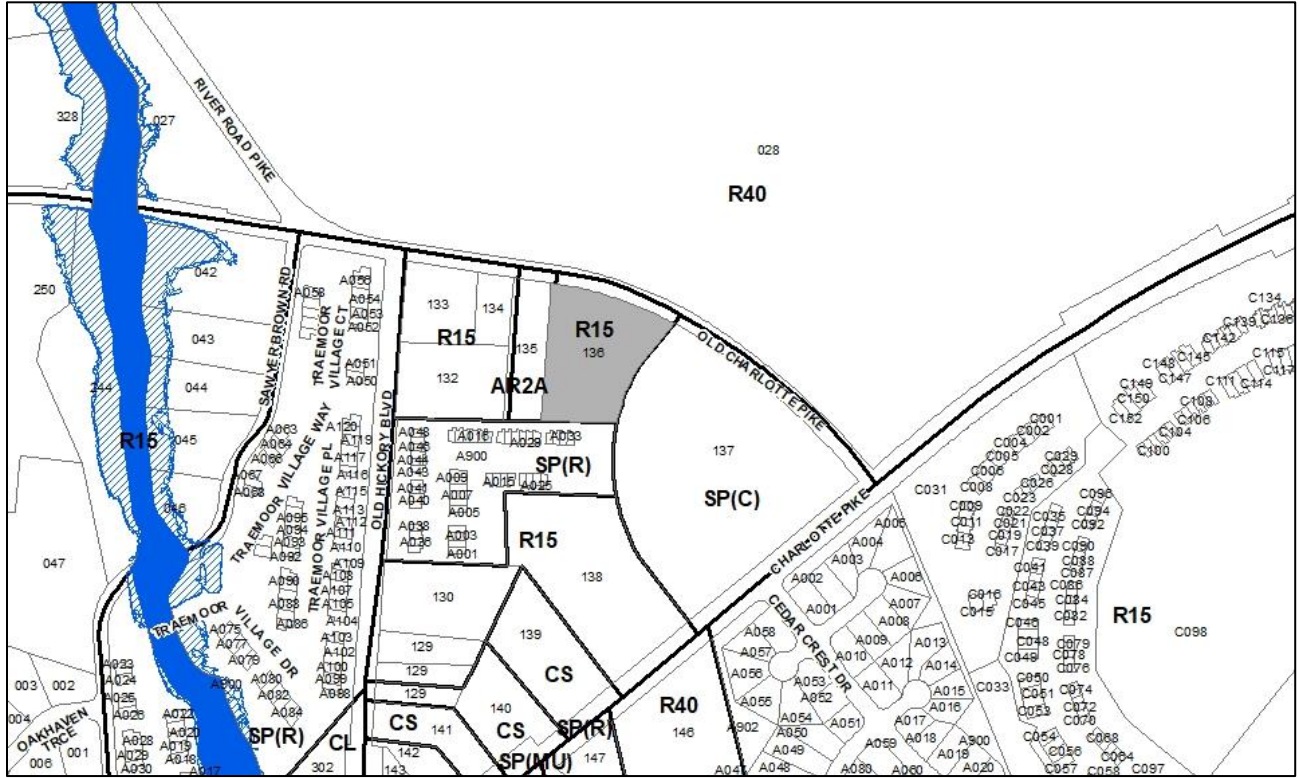 328
027
RIVER ROAD PIKE
028
R40
250
042
043
044
244
045
R15
046
047
SAWYER BROWN RD
A058
A056
A054
A053
A052
A051
A050
TRAEMOOR
VILLAGE CT
133
134
R15
132
135
AR2A
R15
136
OLD CHARLOTTE PIKE
137
SP(C)
CHARLOTTE PIKE
OLD HICKORY BLVD
A063
A064
A066
A067
A068
TRAEMOOR VILLAGE WAY
TRAEMOOR VILLAGE PL
A120
A119
A117
A116
A115
A113
A112
A111
A110
A109
A108
A107
A106
A104
A103
A102
A100
A099
A098
A095
A094
A093
A092
A090
A088
A086
A048
A046
A044
A043
A041
A040
A038
A036
A016
A900
A029
A033
SP(R)
A009
A007
A005
A003
A001
A015
A025
R15
138
130
129
129
129
139
CS
140
CS
CS
141
142
143
SP(MU)
SP(R)
147
R40
146
CL
302
TRAEMOOR VILLAGE DR
A075
A077
A079
A080
A082
A084
SP(R)
A023
A024
A025
A026
A028
A029
A030
A022
A020
A019
A018
A017
003
002
004
001
006
OAKHAVEN
TRCE
CEDAR CREST DR
A005
A004
A003
A002
A001
A006
A007
A008
A009
A010
A011
A012
A013
A014
A015
A016
A017
A018
A019
A020
A900
A058
A057
A056
A055
A053
A052
A054
A051
A050
A049
A048
A902
A059
A060
A080
C031
C001
C002
C004
C005
C006
C008
C009
C011
C013
C023
C028
C026
C023
C022
C021
C019
C017
C016
C015
C033
C035
C037
C039
C041
C043
C045
C046
C048
C049
C050
C051
C053
C054
C056
C057
C058
C064
C068
C070
C072
C074
C076
C078
C079
C082
C084
C086
C087
C088
C090
C092
C094
C096
C097
C098
R15
C100
C104
C106
C108
C111
C114
C115
C117
C134
C136
C139
C142
C145
C147
C148
C149
C150
C152